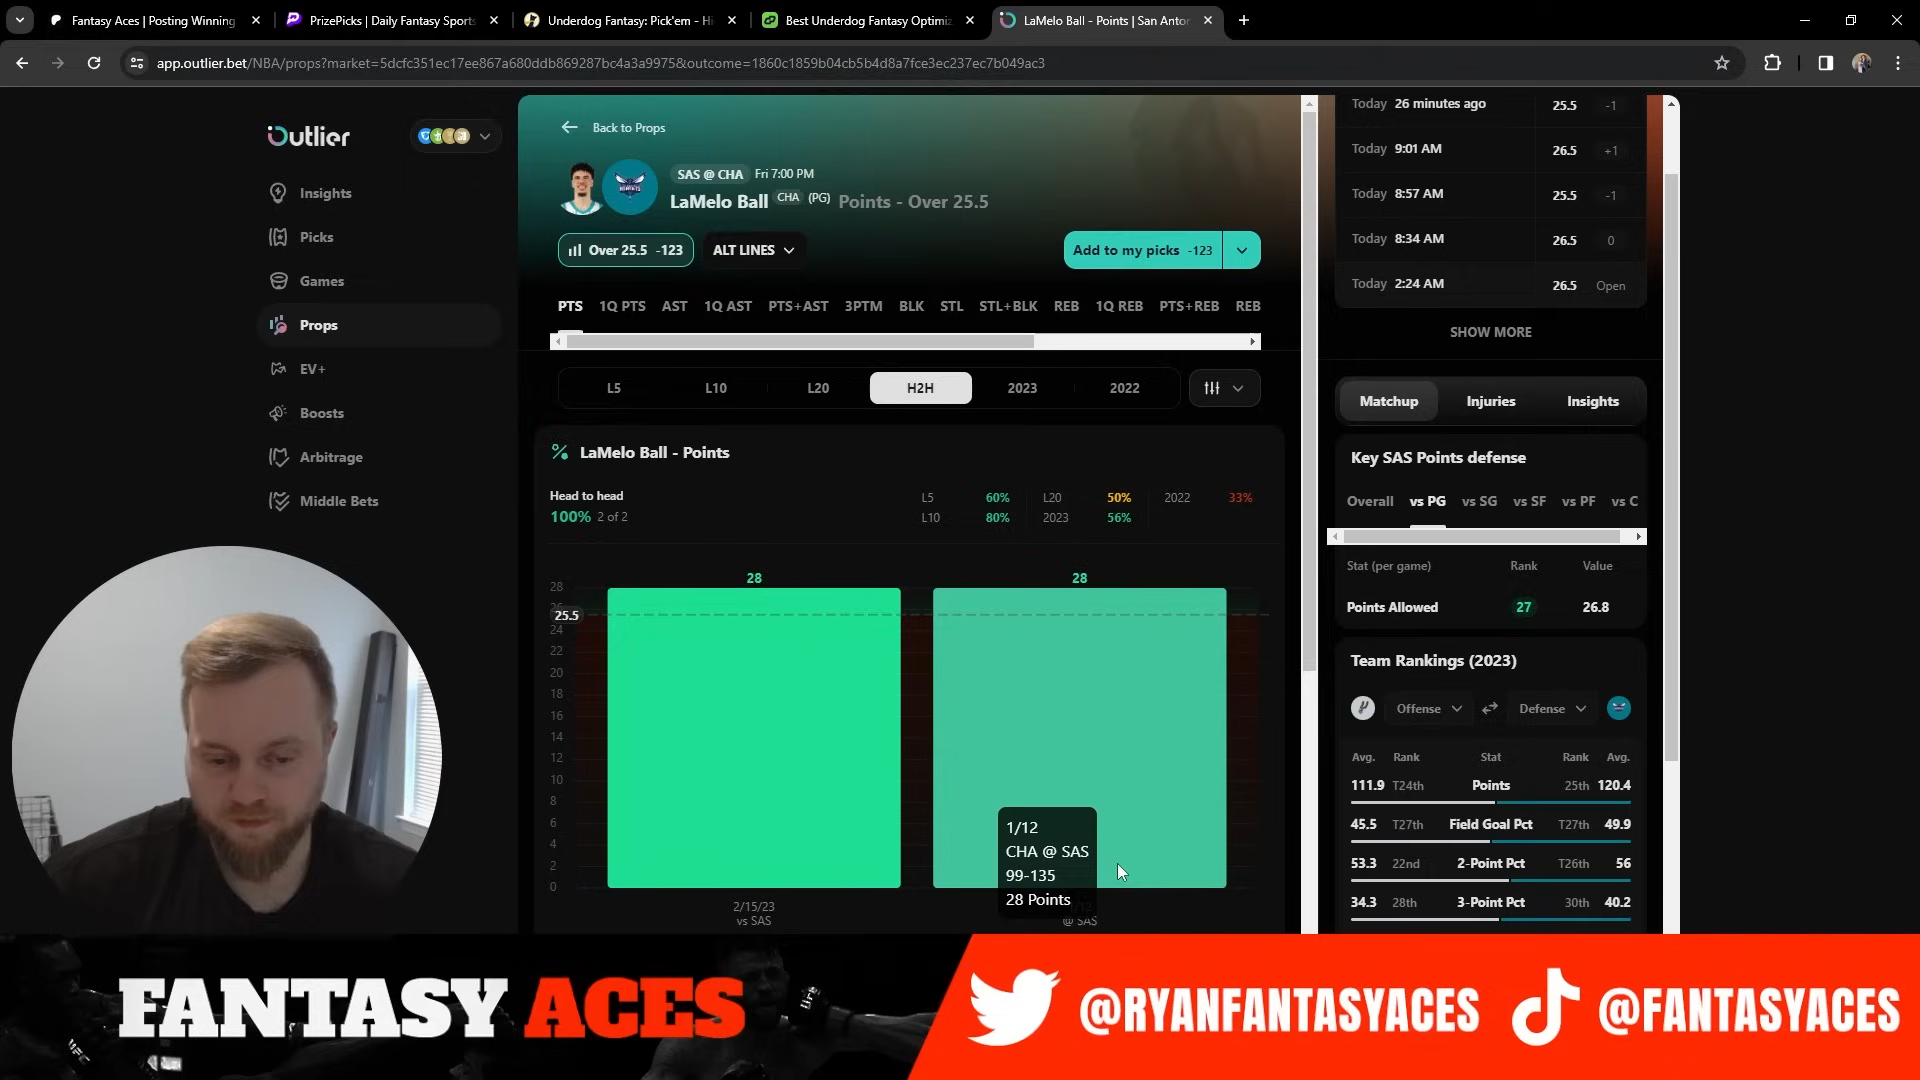 Fantasy Aces | Posting Winning
PrizePicks | Daily Fantasy Sports
Underdog Fantasy: Pick'em - Hi
Best Underdog Fantasy Optimiz
LaMelo Ball - Points | San Anton
app.outlier.bet/NBA/props?market=5dcfc351ec17ee867a680ddb869287bc4a3a9975&outcome=1860c1859b04cb5b4d8a7fce3ec237ec7b049ac3
Outlier
Insights
Picks
Games
Props
EV+
Boosts
Arbitrage
Middle Bets
Back to Props
SAS @ CHA Fri 7:00 PM
LaMelo Ball CHA (PG) Points - Over 25.5
Over 25.5 -123
ALT LINES
Add to my picks -123
PTS 1Q PTS AST 1Q AST PTS+AST 3PTM BLK STL STL+BLK REB 1Q REB PTS+REB REB
L5 L10 L20 H2H 2023 2022
LaMelo Ball - Points
Head to head
100% 2 of 2
L5 60% L20 50% 2022 33%
L10 80% 2023 56%
28 28
28
25.5
24
22
20
18
16
14
12
10
8
6
4
2
0
1/12
CHA @ SAS
99-135
28 Points
2/15/23
vs SAS
@ SAS
Today 26 minutes ago 25.5 -1
Today 9:01 AM 26.5 +1
Today 8:57 AM 25.5 -1
Today 8:34 AM 26.5 0
Today 2:24 AM 26.5 Open
SHOW MORE
Matchup Injuries Insights
Key SAS Points defense
Overall vs PG vs SG vs SF vs PF vs C
Stat (per game) Rank Value
Points Allowed 27 26.8
Team Rankings (2023)
Offense Defense
Avg. Rank Stat Rank Avg.
111.9 T24th Points 25th 120.4
45.5 T27th Field Goal Pct T27th 49.9
53.3 22nd 2-Point Pct T26th 56
34.3 28th 3-Point Pct 30th 40.2
FANTASY ACES
@RYANFANTASYACES
@FANTASYACES